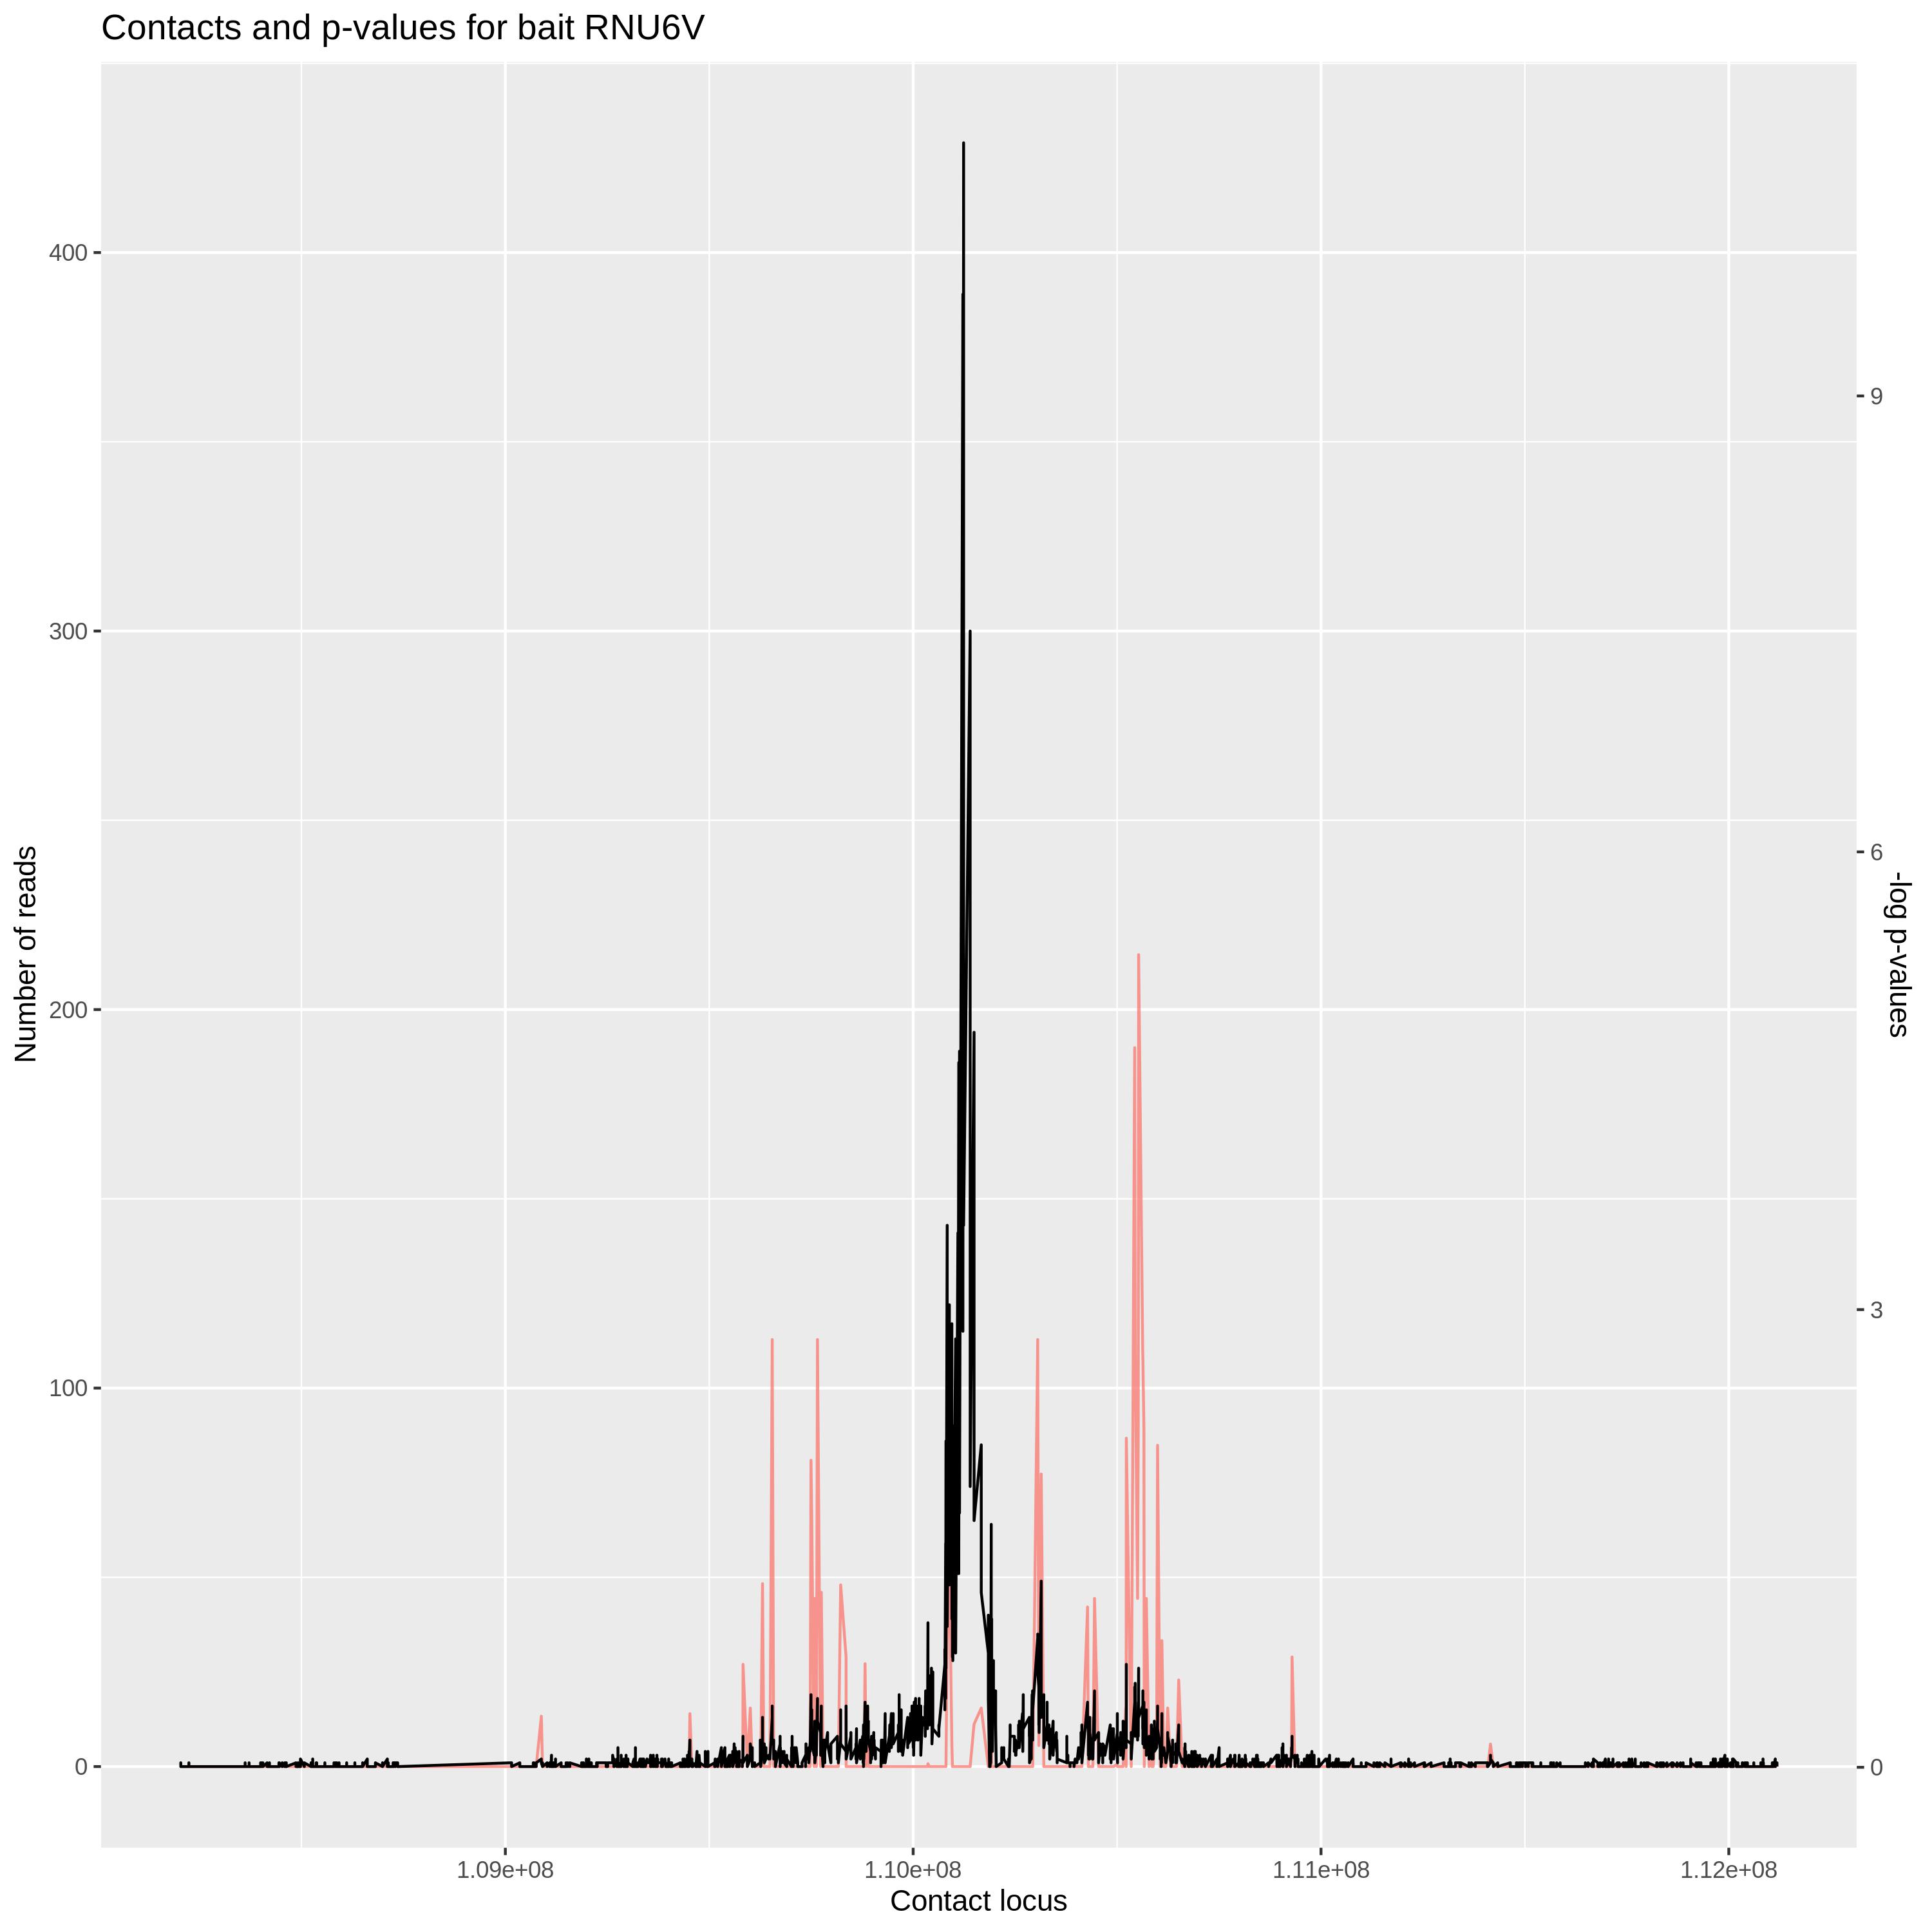 Contacts and p-values for bait RNU6V
400
300
200
100
0
Number of reads
9
6
3
0
-log p-values
1.09e+08
1.10e+08
1.11e+08
1.12e+08
Contact locus